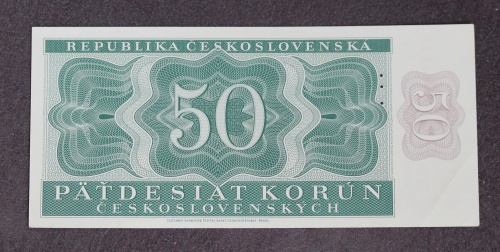 REPUBLIKA ČESKOSLOVENSKÁ
50
50
PÄŤDESIAT KORÚN
ČESKOSLOVENSKÝCH